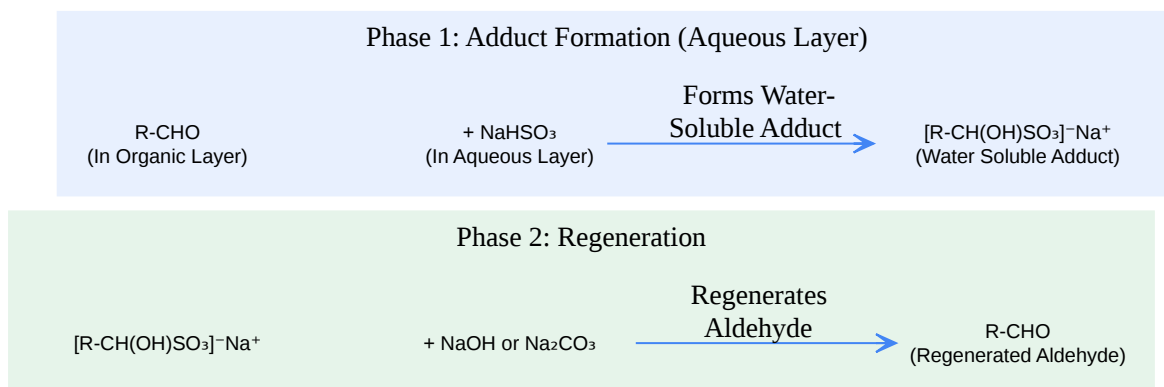 Phase 1: Adduct Formation (Aqueous Layer)
R-CHO
(In Organic Layer)
+ NaHSO₃
(In Aqueous Layer)
Forms Water-
Soluble Adduct
[R-CH(OH)SO₃]⁻Na⁺
(Water Soluble Adduct)
Phase 2: Regeneration
[R-CH(OH)SO₃]⁻Na⁺
+ NaOH or Na₂CO₃
Regenerates
Aldehyde
R-CHO
(Regenerated Aldehyde)